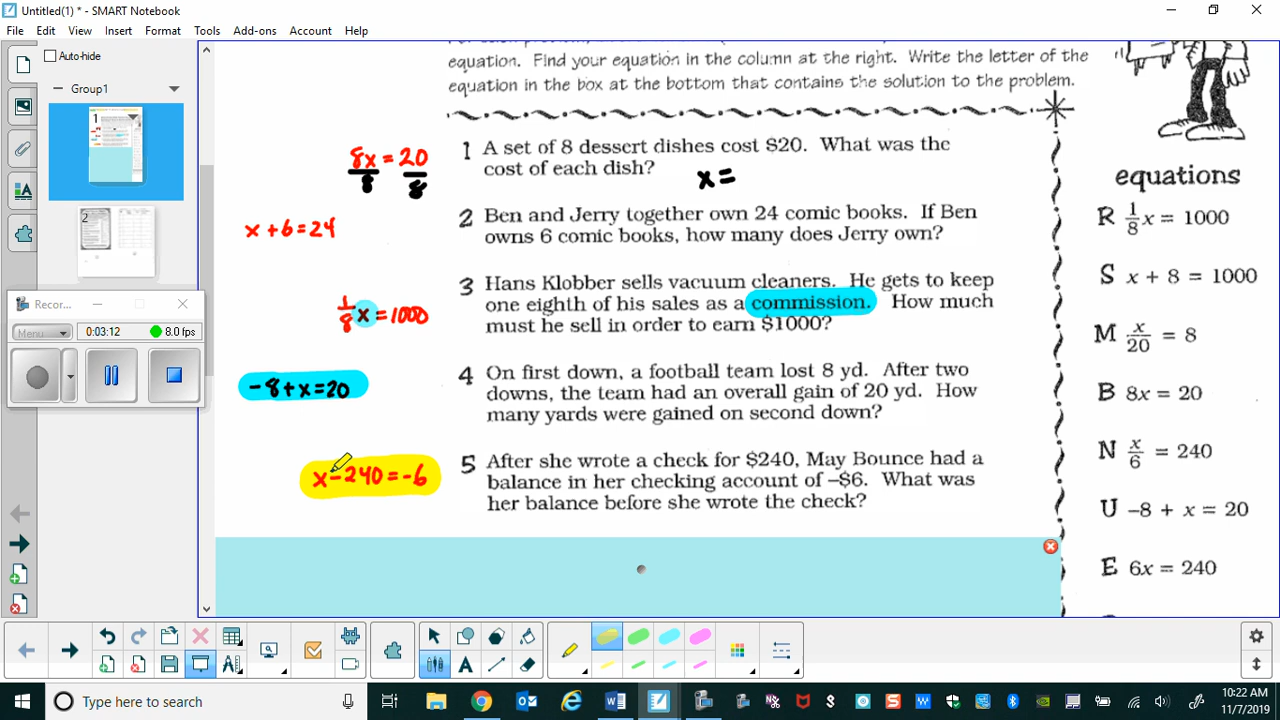 Untitled(1) * - SMART Notebook
File Edit View Insert Format Tools Add-ons Account Help
Auto-hide
Group1
1
2
Recor...
Menu
0:03:12
8.0 fps
equation. Find your equation in the column at the right. Write the letter of the
equation in the box at the bottom that contains the solution to the problem.
8x = 20
8 8
1 A set of 8 dessert dishes cost $20. What was the
cost of each dish?
x =
x + 6 = 24
2 Ben and Jerry together own 24 comic books. If Ben
owns 6 comic books, how many does Jerry own?
1/8 x = 1000
3 Hans Klobber sells vacuum cleaners. He gets to keep
one eighth of his sales as a commission. How much
must he sell in order to earn $1000?
-8 + x = 20
4 On first down, a football team lost 8 yd. After two
downs, the team had an overall gain of 20 yd. How
many yards were gained on second down?
x - 240 = -6
5 After she wrote a check for $240, May Bounce had a
balance in her checking account of –$6. What was
her balance before she wrote the check?
equations
R 1/8 x = 1000
S x + 8 = 1000
M x/20 = 8
B 8x = 20
N x/6 = 240
U –8 + x = 20
E 6x = 240
Type here to search
10:22 AM
11/7/2019